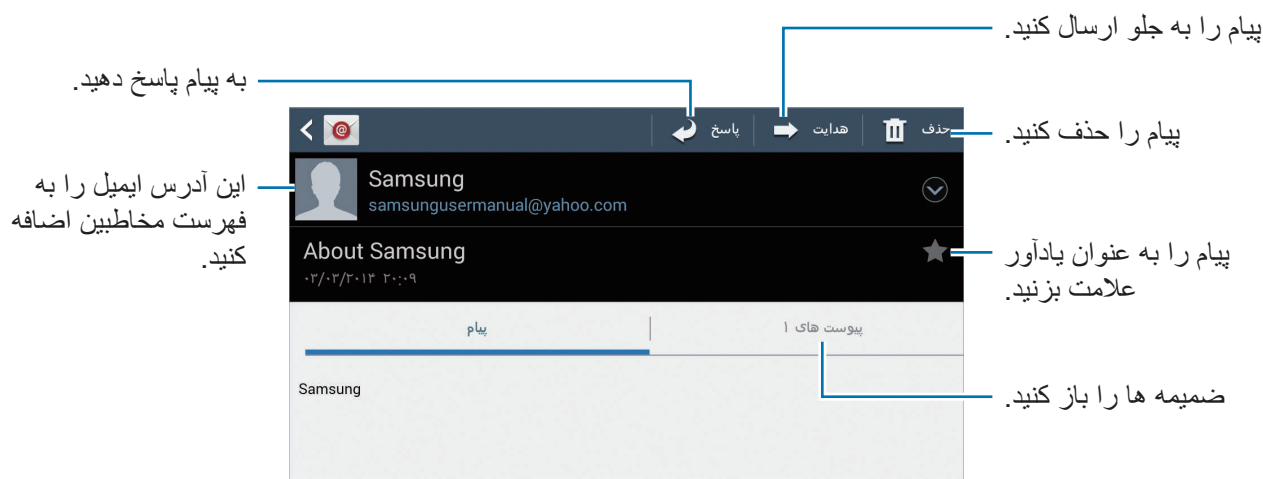 پیام را به جلو ارسال کنید.
به پیام پاسخ دهید.
حذف
هدایت
پاسخ
پیام را حذف کنید.
Samsung
samsungusermanual@yahoo.com
این آدرس ایمیل را به
فهرست مخاطبین اضافه
کنید.
About Samsung
۰۳/۰۳/۲۰۱۴ ۲۰:۰۹
پیام را به عنوان یادآور
علامت بزنید.
پیوست های ۱
پیام
Samsung
ضمیمه ها را باز کنید.